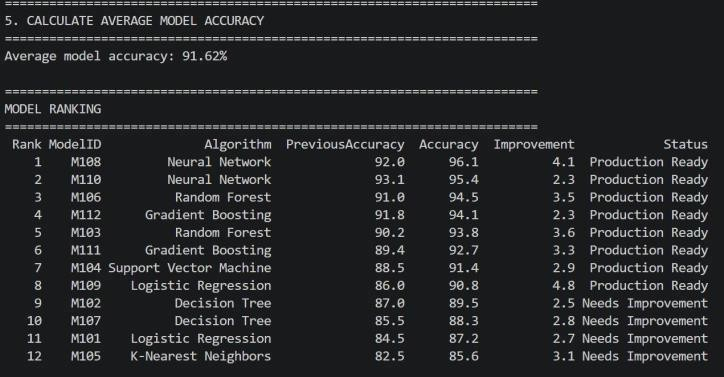 ======================================================================
5. CALCULATE AVERAGE MODEL ACCURACY
======================================================================
Average model accuracy: 91.62%
======================================================================
MODEL RANKING
======================================================================
Rank ModelID Algorithm PreviousAccuracy Accuracy Improvement Status
1 M108 Neural Network 92.0 96.1 4.1 Production Ready
2 M110 Neural Network 93.1 95.4 2.3 Production Ready
3 M106 Random Forest 91.0 94.5 3.5 Production Ready
4 M112 Gradient Boosting 91.8 94.1 2.3 Production Ready
5 M103 Random Forest 90.2 93.8 3.6 Production Ready
6 M111 Gradient Boosting 89.4 92.7 3.3 Production Ready
7 M104 Support Vector Machine 88.5 91.4 2.9 Production Ready
8 M109 Logistic Regression 86.0 90.8 4.8 Production Ready
9 M102 Decision Tree 87.0 89.5 2.5 Needs Improvement
10 M107 Decision Tree 85.5 88.3 2.8 Needs Improvement
11 M101 Logistic Regression 84.5 87.2 2.7 Needs Improvement
12 M105 K-Nearest Neighbors 82.5 85.6 3.1 Needs Improvement